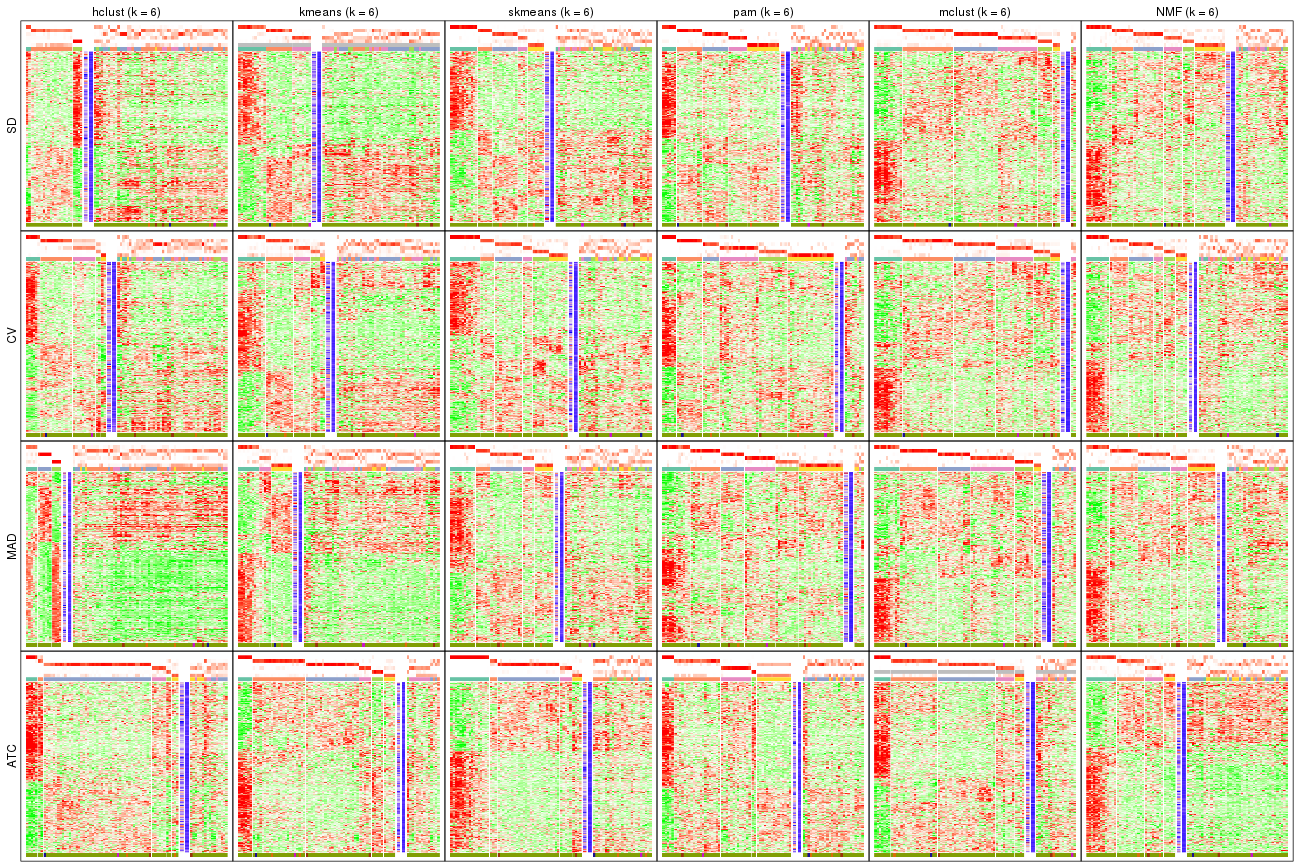 hclust (k = 6) kmeans (k = 6) skmeans (k = 6) pam (k = 6) mclust (k = 6) NMF (k = 6)
SD
CV
MAD
ATC